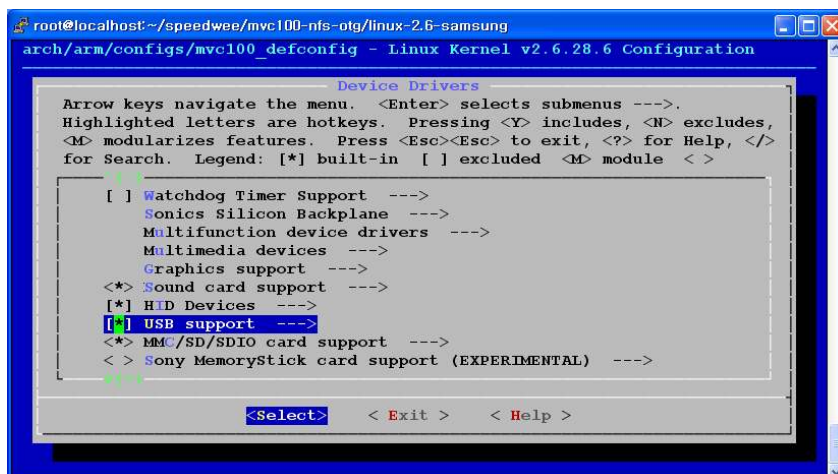 root@localhost:~/speedwee/mvc100-nfs-otg/linux-2.6-samsung
arch/arm/configs/mvc100_defconfig - Linux Kernel v2.6.28.6 Configuration
Device Drivers
Arrow keys navigate the menu. <Enter> selects submenus --->.
Highlighted letters are hotkeys. Pressing <Y> includes, <N> excludes,
<M> modularizes features. Press <Esc><Esc> to exit, <?> for Help, </>
for Search. Legend: [*] built-in [ ] excluded <M> module < >
[ ] Watchdog Timer Support --->
Sonics Silicon Backplane --->
Multifunction device drivers --->
Multimedia devices --->
Graphics support --->
<*> Sound card support --->
[*] HID Devices --->
[*] USB support --->
<*> MMC/SD/SDIO card support --->
< > Sony MemoryStick card support (EXPERIMENTAL) --->
<Select> < Exit > < Help >